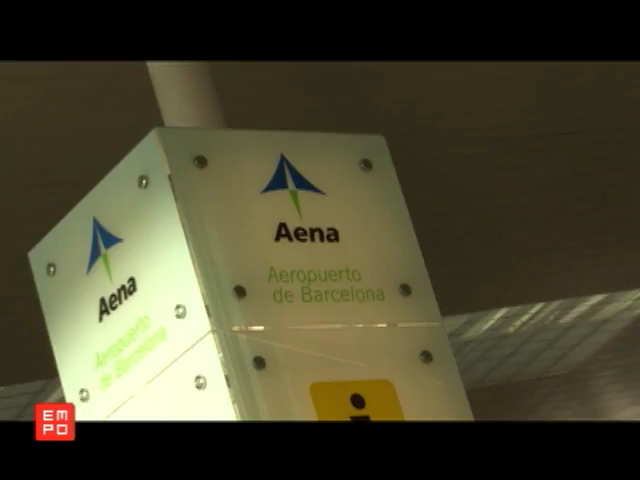 Aena
Aeropuerto
de Barcelona
Aena
Aeropuerto
de Barcelona
i
EM
PO